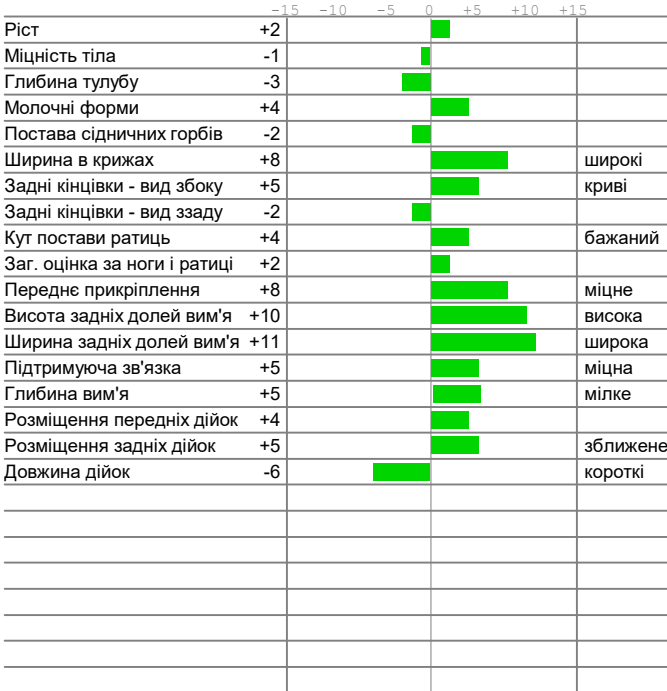 -15 -10 -5 0 +5 +10 +15
Ріст +2
Міцність тіла -1
Глибина тулубу -3
Молочні форми +4
Постава сідничних горбів -2
Ширина в крижах +8 широкі
Задні кінцівки - вид збоку +5 криві
Задні кінцівки - вид ззаду -2
Кут постави ратиць +4 бажаний
Заг. оцінка за ноги і ратиці +2
Переднє прикріплення +8 міцне
Висота задніх долей вим'я +10 висока
Ширина задніх долей вим'я +11 широка
Підтримуюча зв'язка +5 міцна
Глибина вим'я +5 мілке
Розміщення передніх дійок +4
Розміщення задніх дійок +5 зближене
Довжина дійок -6 короткі